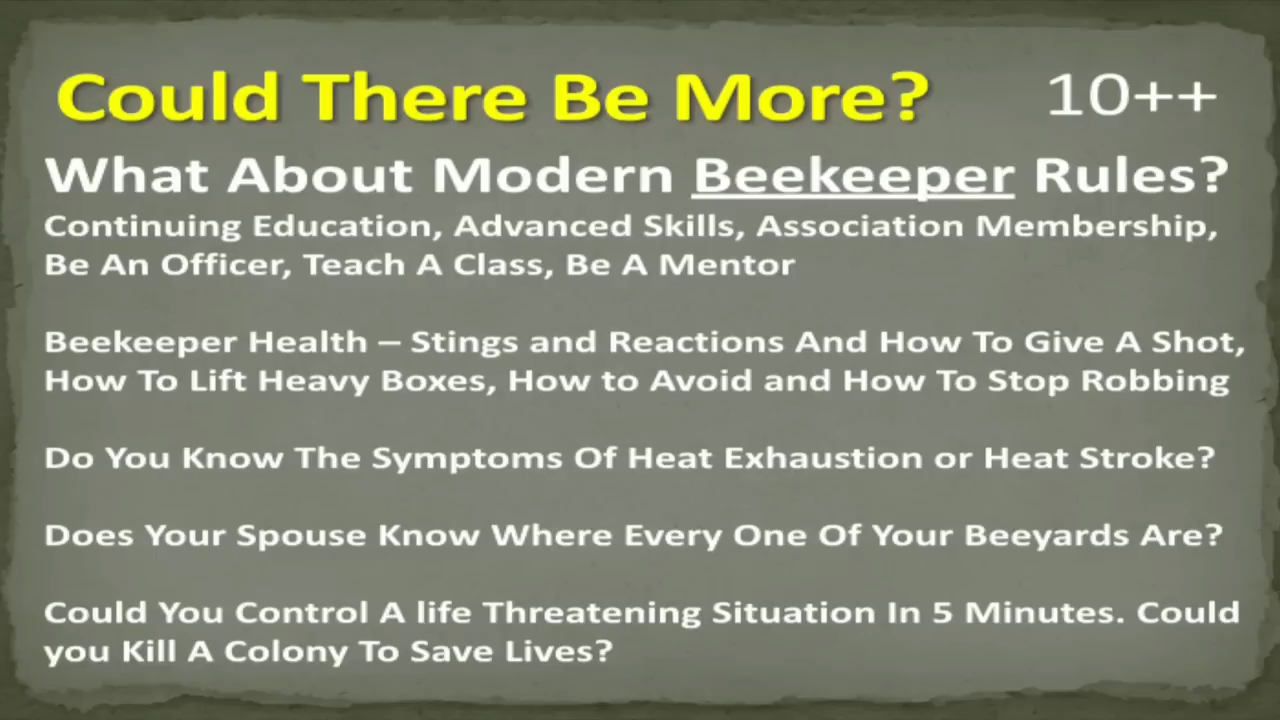 Could There Be More? 10++
What About Modern Beekeeper Rules?
Continuing Education, Advanced Skills, Association Membership,
Be An Officer, Teach A Class, Be A Mentor
Beekeeper Health – Stings and Reactions And How To Give A Shot,
How To Lift Heavy Boxes, How to Avoid and How To Stop Robbing
Do You Know The Symptoms Of Heat Exhaustion or Heat Stroke?
Does Your Spouse Know Where Every One Of Your Beeyards Are?
Could You Control A life Threatening Situation In 5 Minutes. Could
you Kill A Colony To Save Lives?